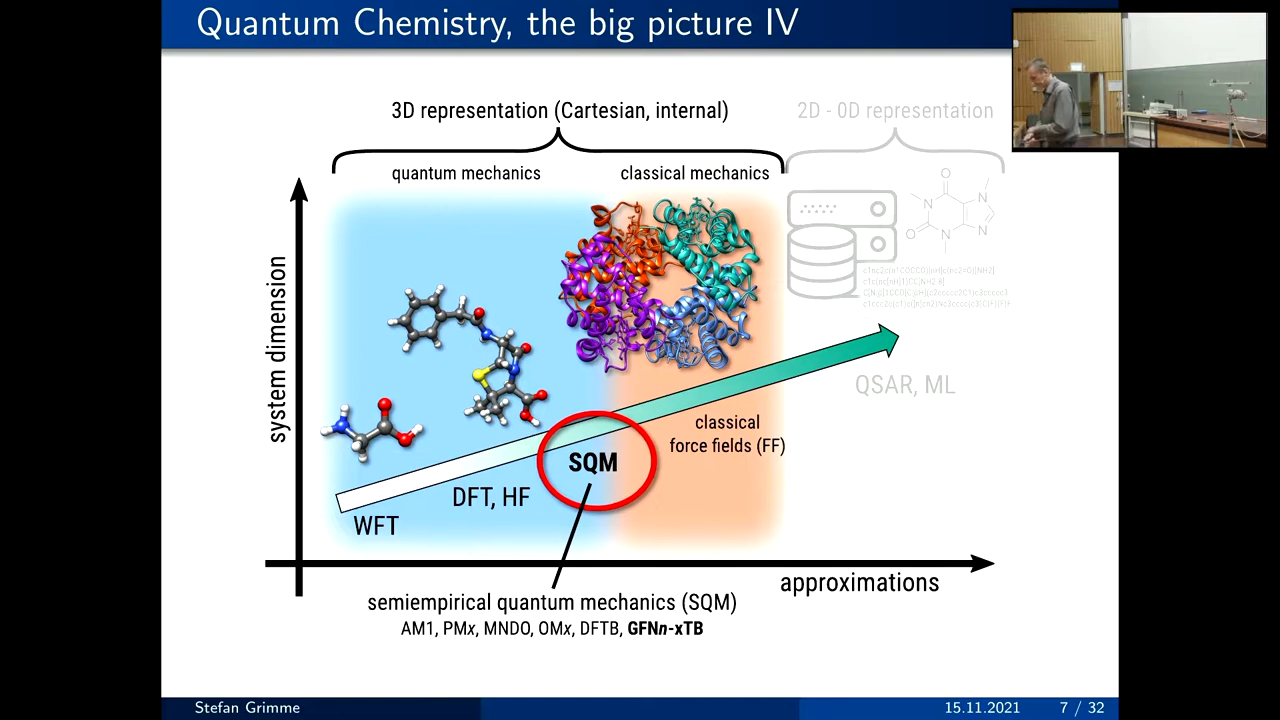 Quantum Chemistry, the big picture IV
3D representation (Cartesian, internal)
2D - 0D representation
quantum mechanics
classical mechanics
system dimension
O
N
N
O
N
N
classical
force fields (FF)
QSAR, ML
SQM
DFT, HF
WFT
approximations
semiempirical quantum mechanics (SQM)
AM1, PMx, MNDO, OMx, DFTB, GFNn-xTB
Stefan Grimme
15.11.2021
7 / 32